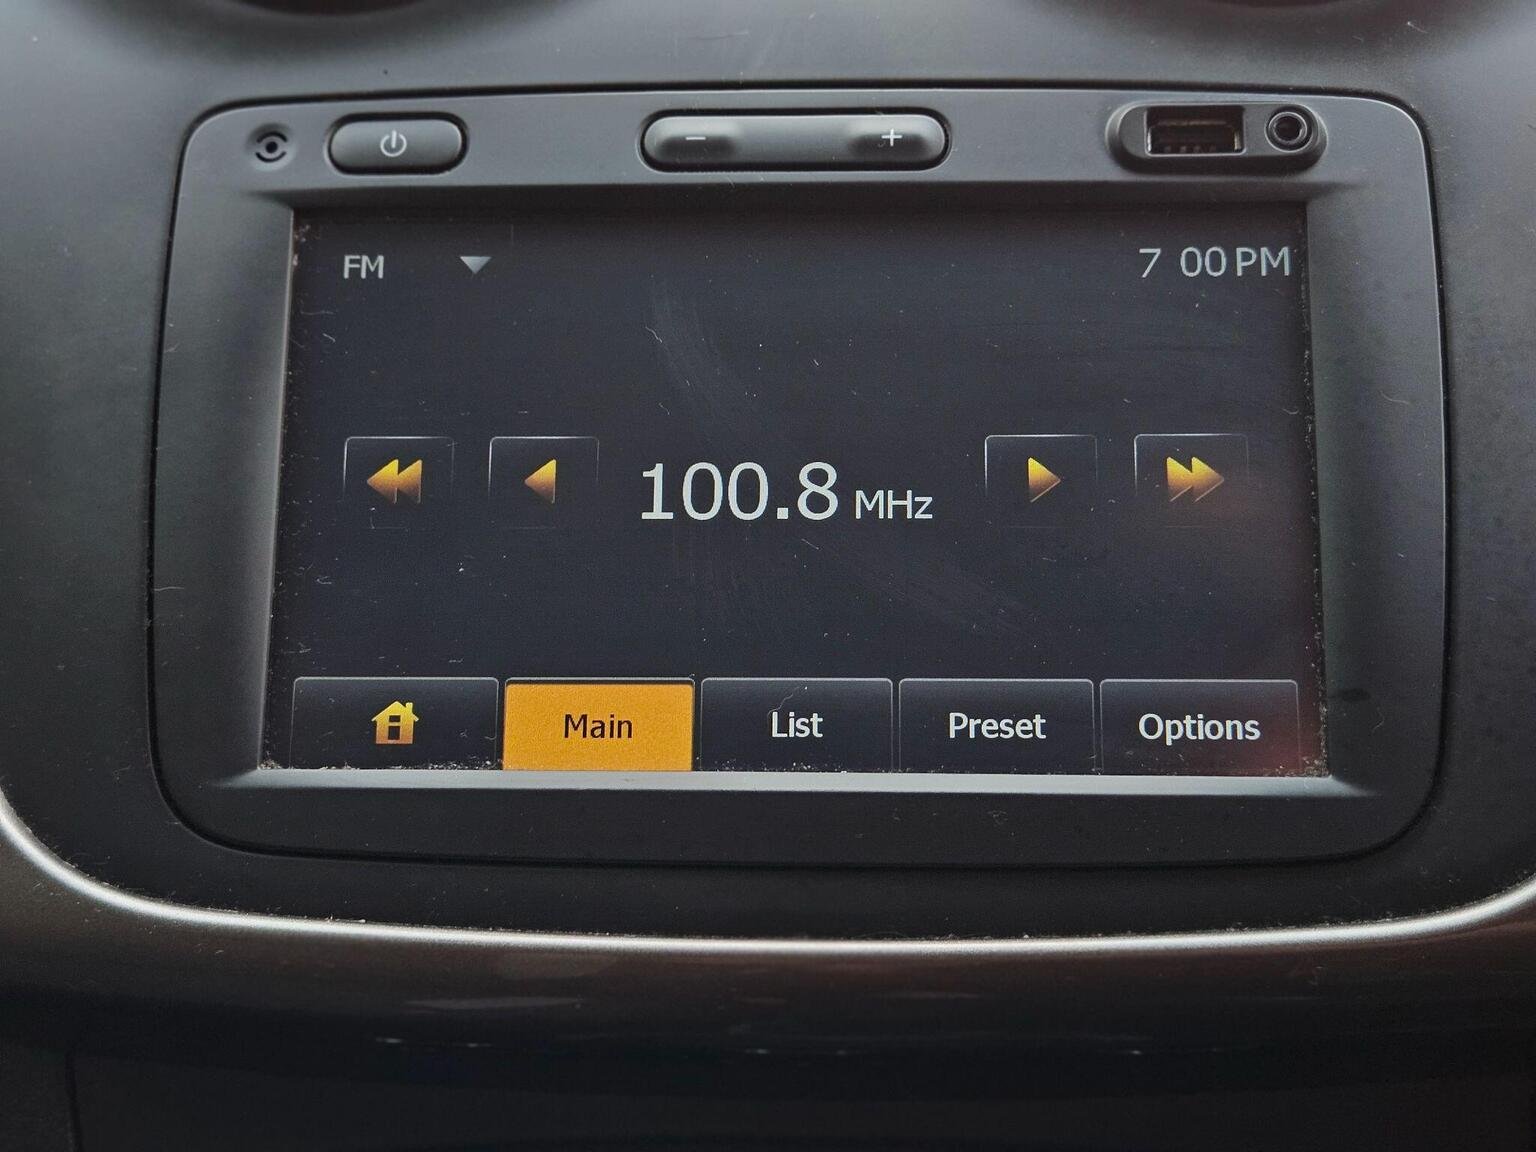 FM 7 00 PM
100.8 MHz
Main List Preset Options